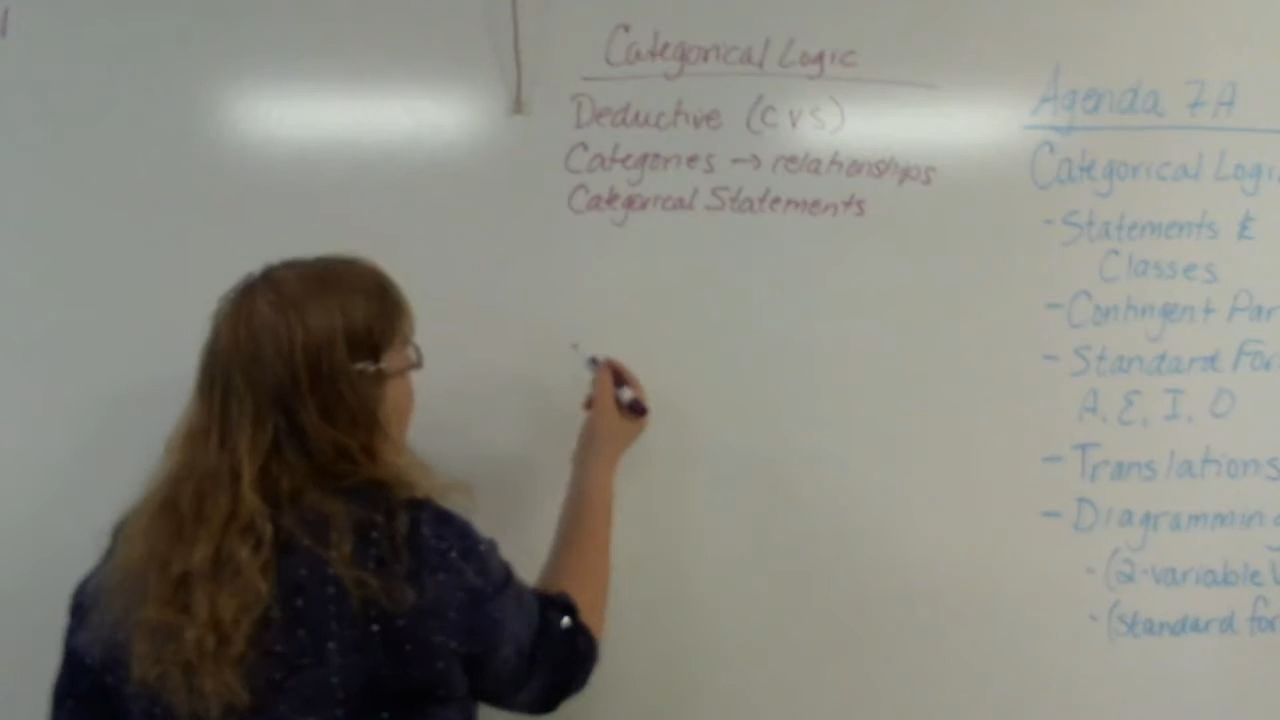 Categorical Logic
Deductive (C V S)
Categories → relationships
Categorical Statements
Agenda 7A
Categorical Logi
-Statements &
Classes
-Contingent Par
- Standard For
A, E, I, O
- Translations
- Diagrammin
- (2-variable
- (Standard for